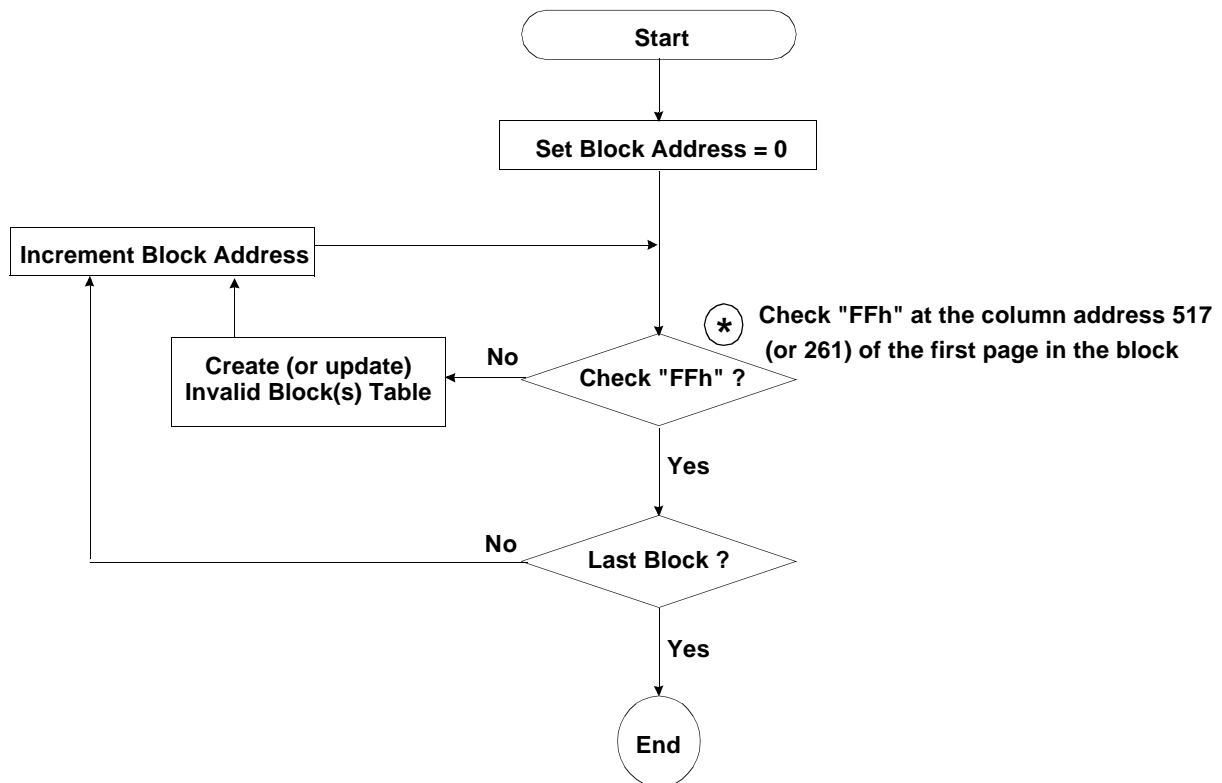 Start
Set Block Address = 0
Increment Block Address
* Check "FFh" at the column address 517
(or 261) of the first page in the block
No
Create (or update)
Invalid Block(s) Table
Check "FFh" ?
Yes
No
Last Block ?
Yes
End